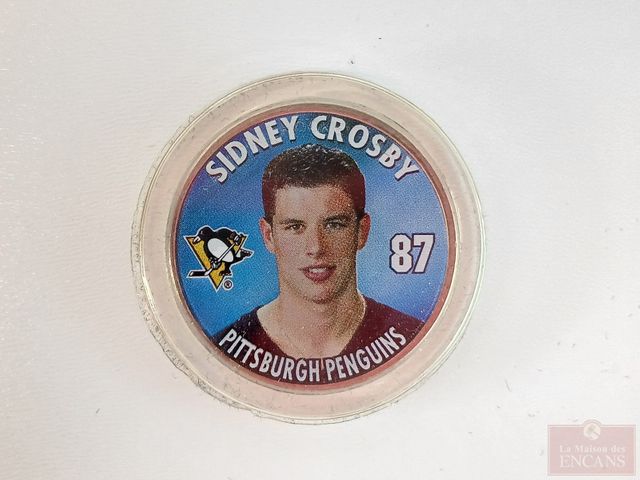 SIDNEY CROSBY
87
PITTSBURGH PENGUINS
®
La Maison des
ENCANS